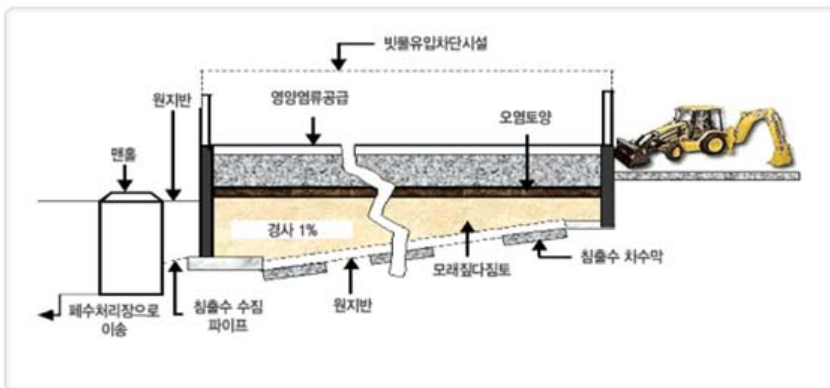 빗물유입차단시설
원지반
영양염류공급
오염토양
맨홀
경사 1%
모래짚다짐토
침출수 차수막
폐수처리장으로
이송
침출수 수집
파이프
원지반